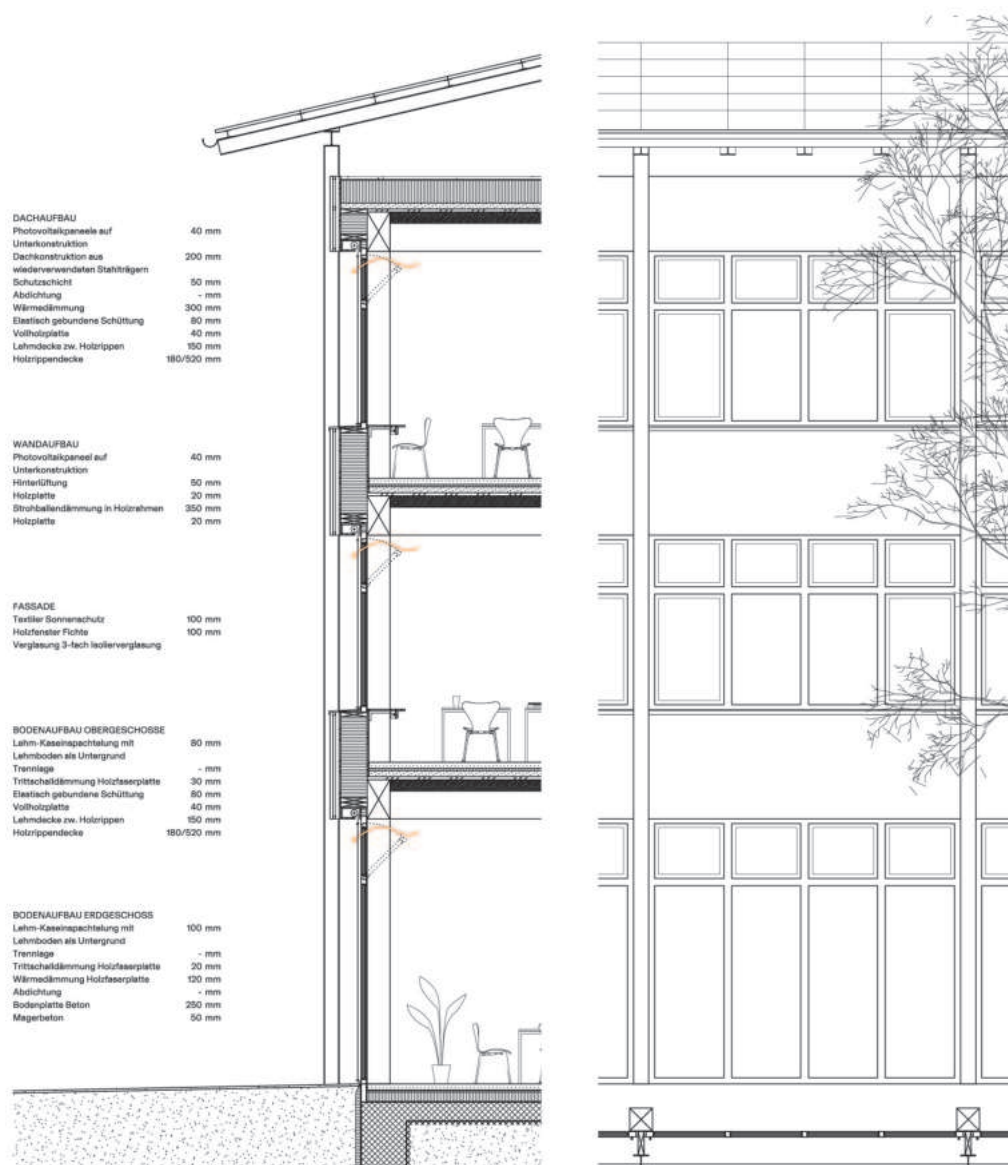 DACHAUFBAU
Photovoltaikpaneele auf 40 mm
Unterkonstruktion
Dachkonstruktion aus 200 mm
wiederverwendeten Stahlträgern
Schutzschicht 50 mm
Abdichtung - mm
Wärmedämmung 300 mm
Elastisch gebundene Schüttung 80 mm
Vollholzplatte 40 mm
Lehmdecke zw. Holzrippen 150 mm
Holzrippendecke 180/520 mm
WANDAUFBAU
Photovoltaikpaneel auf 40 mm
Unterkonstruktion
Hinterlüftung 50 mm
Holzplatte 20 mm
Strohballendämmung in Holzrahmen 350 mm
Holzplatte 20 mm
FASSADE
Textiler Sonnenschutz 100 mm
Holzfenster Fichte 100 mm
Verglasung 3-fach Isolierverglasung
BODENAUFBAU OBERGESCHOSSE
Lehm-Kaseinspachtelung mit 80 mm
Lehmboden als Untergrund
Trennlage - mm
Trittschalldämmung Holzfaserplatte 30 mm
Elastisch gebundene Schüttung 80 mm
Vollholzplatte 40 mm
Lehmdecke zw. Holzrippen 150 mm
Holzrippendecke 180/520 mm
BODENAUFBAU ERDGESCHOSS
Lehm-Kaseinspachtelung mit 100 mm
Lehmboden als Untergrund
Trennlage - mm
Trittschalldämmung Holzfaserplatte 20 mm
Wärmedämmung Holzfaserplatte 120 mm
Abdichtung - mm
Bodenplatte Beton 250 mm
Magerbeton 50 mm